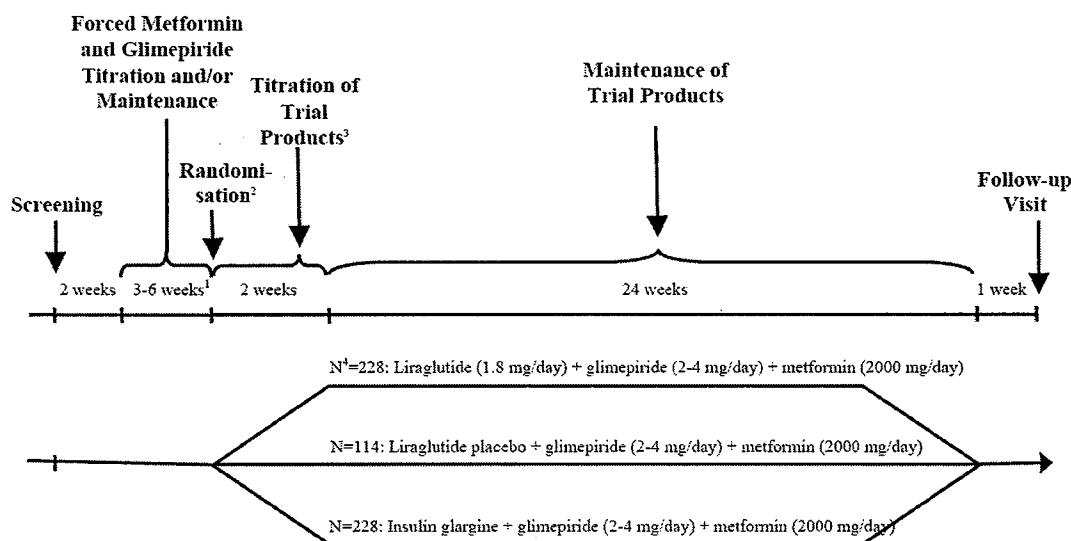 Forced Metformin
and Glimepiride
Titration and/or
Maintenance
Titration of
Trial
Products³
Maintenance of
Trial Products
Randomi-
sation²
Follow-up
Visit
Screening
2 weeks
3-6 weeks¹
2 weeks
24 weeks
1 week
N⁴=228: Liraglutide (1.8 mg/day) + glimepiride (2-4 mg/day) + metformin (2000 mg/day)
N=114: Liraglutide placebo + glimepiride (2-4 mg/day) + metformin (2000 mg/day)
N=228: Insulin glargine + glimepiride (2-4 mg/day) + metformin (2000 mg/day)